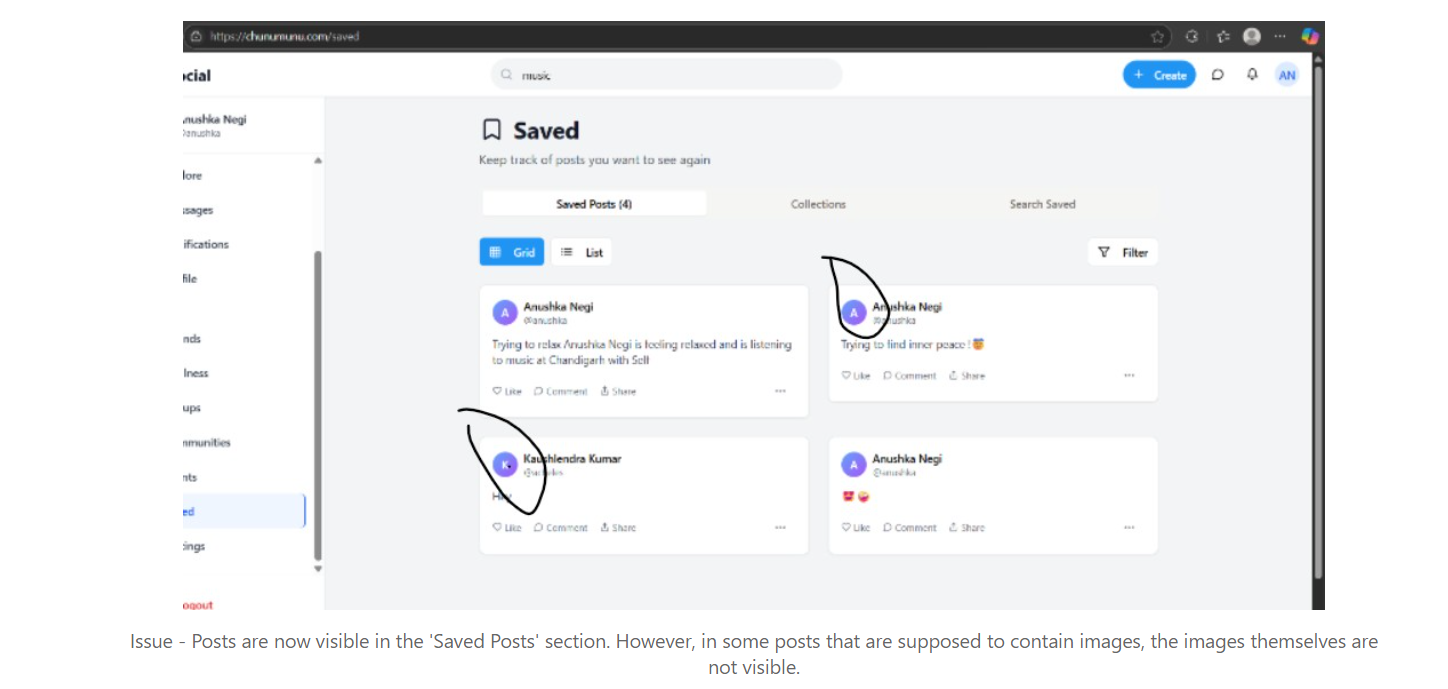 https://chunumunu.com/saved
ocial
music
+ Create
AN
Anushka Negi
@anushka
lore
ssages
ifications
file
nds
llness
ups
mmunities
nts
ed
tings
Logout
Saved
Keep track of posts you want to see again
Saved Posts (4)
Collections
Search Saved
Grid
List
Filter
A
Anushka Negi
@anushka
Trying to relax Anushka Negi is feeling relaxed and is listening
to music at Chandigarh with Self
Like Comment Share
A
Anushka Negi
@anushka
Trying to find inner peace !😇
Like Comment Share
K
Kaushlendra Kumar
Like Comment Share
A
Anushka Negi
@anushka
Like Comment Share
Issue - Posts are now visible in the 'Saved Posts' section. However, in some posts that are supposed to contain images, the images themselves are
not visible.